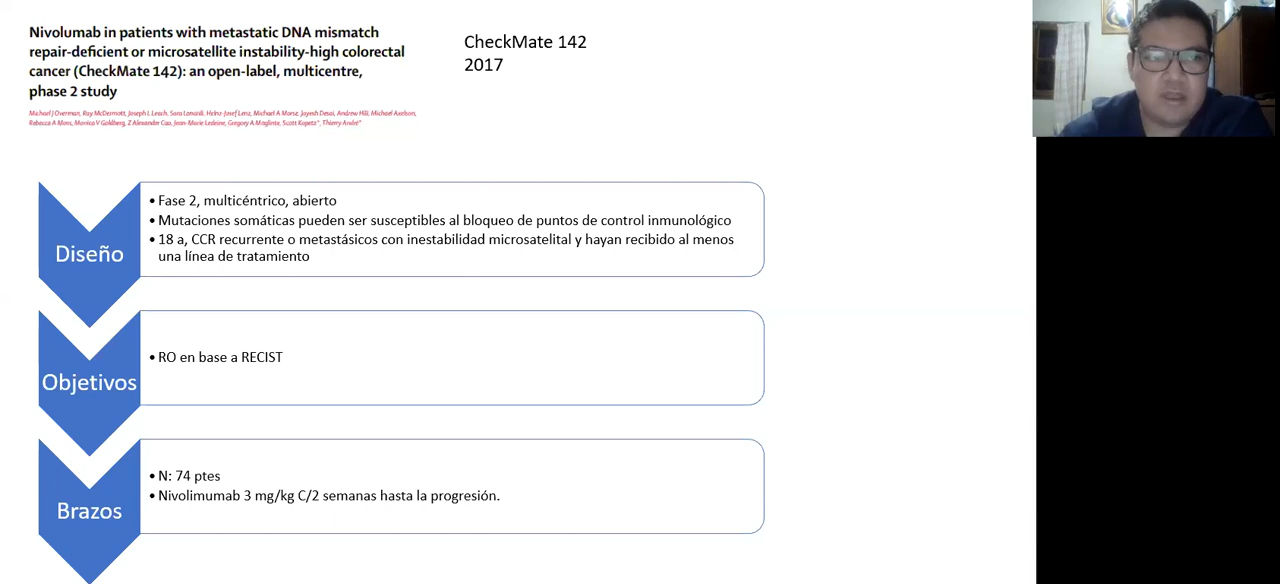 Nivolumab in patients with metastatic DNA mismatch
repair-deficient or microsatellite instability-high colorectal
cancer (CheckMate 142): an open-label, multicentre,
phase 2 study
Michael J Overman, Ray McDermott, Joseph L Leach, Sara Lonardi, Heinz-Josef Lenz, Michael A Morse, Jayesh Desai, Andrew Hill, Michael Axelson,
Rebecca A Moss, Monica V Goldberg, Z Alexander Cao, Jean-Marie Ledeine, Gregory A Maglinte, Scott Kopetz*, Thierry André*
CheckMate 142
2017
Diseño
• Fase 2, multicéntrico, abierto
• Mutaciones somáticas pueden ser susceptibles al bloqueo de puntos de control inmunológico
• 18 a, CCR recurrente o metastásicos con inestabilidad microsatelital y hayan recibido al menos
una línea de tratamiento
Objetivos
• RO en base a RECIST
Brazos
• N: 74 ptes
• Nivolimumab 3 mg/kg C/2 semanas hasta la progresión.